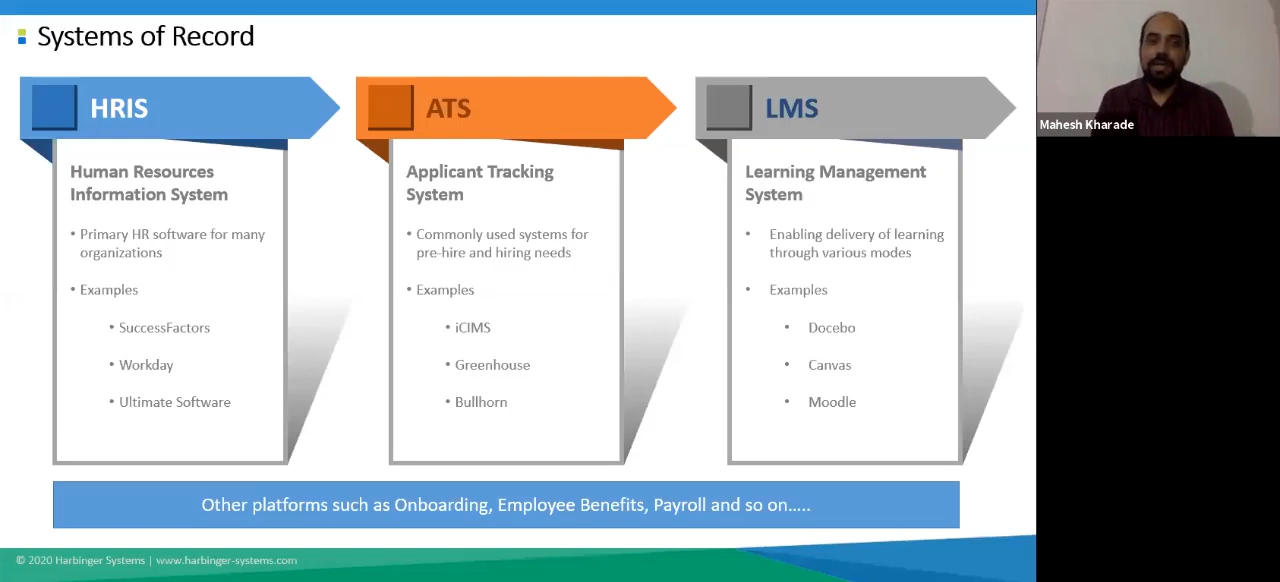 Systems of Record
HRIS
Human Resources
Information System
• Primary HR software for many
organizations
• Examples
• SuccessFactors
• Workday
• Ultimate Software
ATS
Applicant Tracking
System
• Commonly used systems for
pre-hire and hiring needs
• Examples
• iCIMS
• Greenhouse
• Bullhorn
LMS
Learning Management
System
• Enabling delivery of learning
through various modes
• Examples
• Docebo
• Canvas
• Moodle
Other platforms such as Onboarding, Employee Benefits, Payroll and so on.....
© 2020 Harbinger Systems | www.harbinger-systems.com
Mahesh Kharade